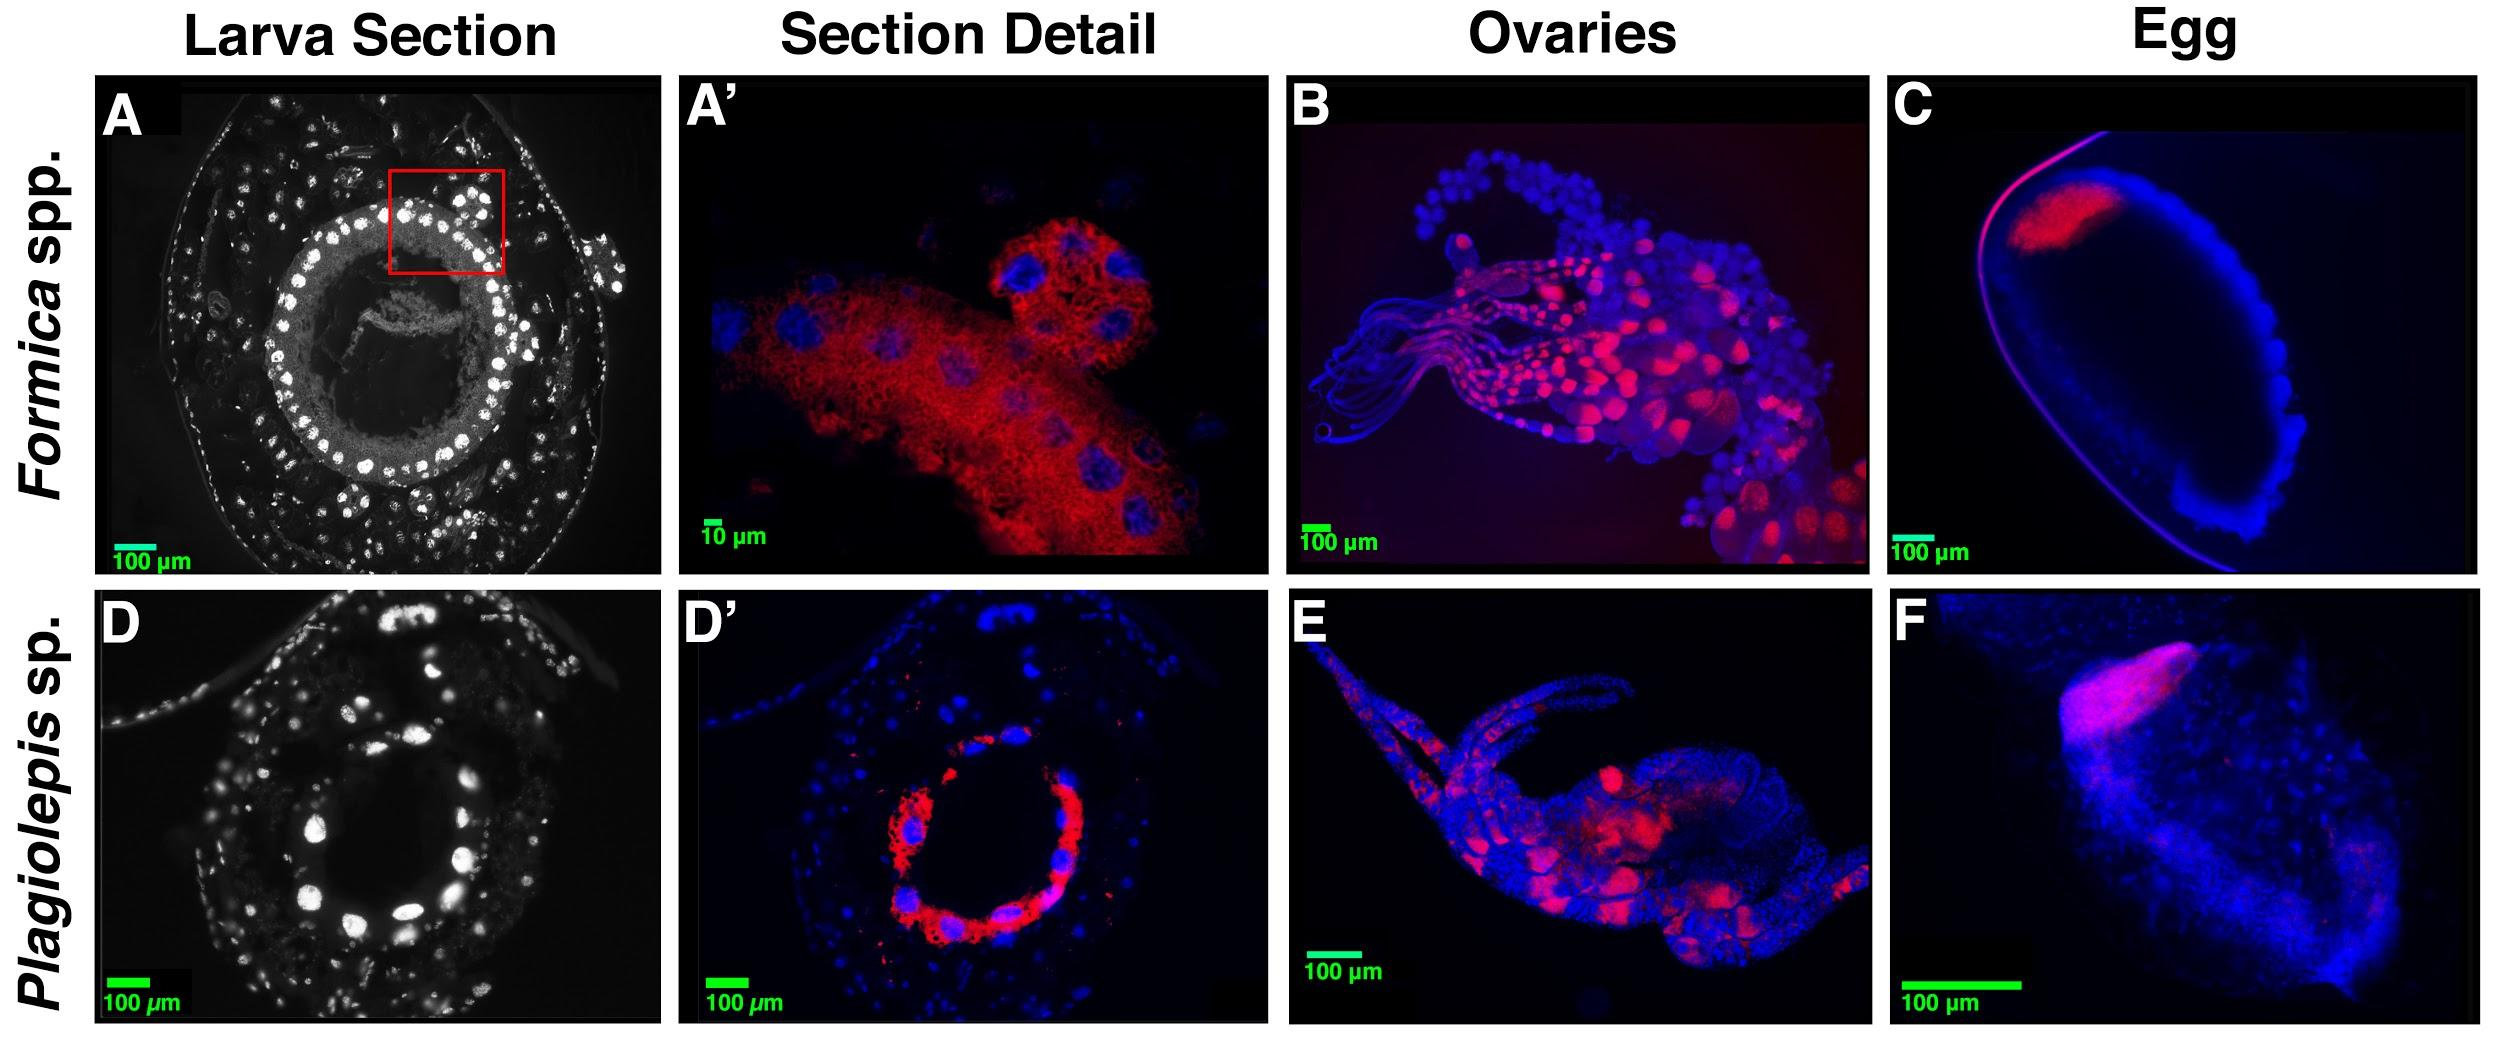 Larva Section
Section Detail
Ovaries
Egg
Formica spp.
A
100 µm
A’
10 µm
B
100 µm
C
100 µm
Plagiolepis sp.
D
100 µm
D’
100 µm
E
100 µm
F
100 µm